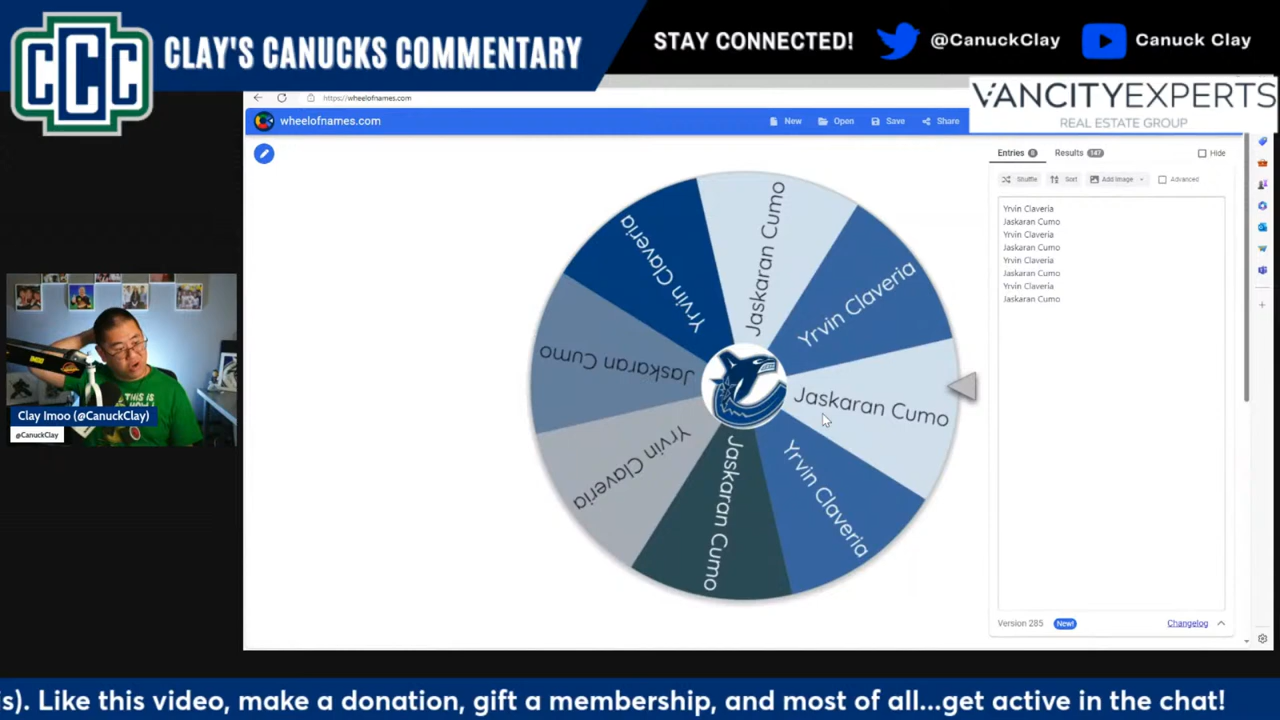 CCC
CLAY'S CANUCKS COMMENTARY
STAY CONNECTED!
@CanuckClay
Canuck Clay
https://wheelofnames.com
VANCITYEXPERTS
REAL ESTATE GROUP
wheelofnames.com
New
Open
Save
Share
Entries 8
Results 147
Hide
Shuffle
Sort
Add image
Advanced
Yrvin Claveria
Jaskaran Cumo
Yrvin Claveria
Jaskaran Cumo
Yrvin Claveria
Jaskaran Cumo
Yrvin Claveria
Jaskaran Cumo
Jaskaran Cumo
Yrvin Claveria
Jaskaran Cumo
Yrvin Claveria
Jaskaran Cumo
Yrvin Claveria
Jaskaran Cumo
Yrvin Claveria
THIS IS
Clay Imoo (@CanuckClay)
@CanuckClay
Version 285
New!
Changelog
s). Like this video, make a donation, gift a membership, and most of all...get active in the chat!